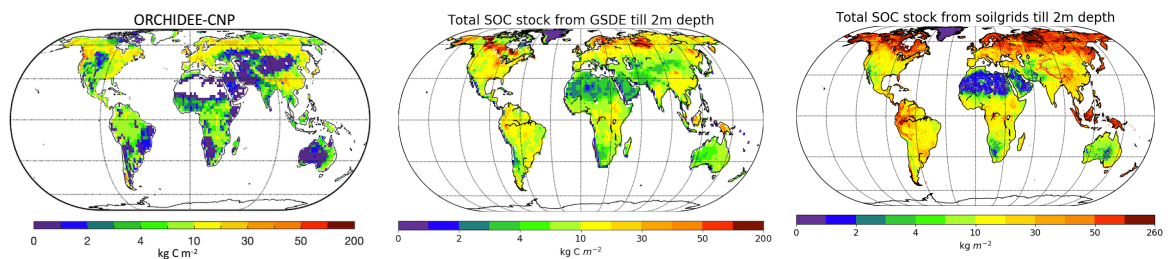 ORCHIDEE-CNP
0 2 4 10 30 50 200
kg C m-2
Total SOC stock from GSDE till 2m depth
0 2 4 10 30 50 200
kg C m⁻²
Total SOC stock from soilgrids till 2m depth
0 2 4 10 30 50 260
kg m⁻²